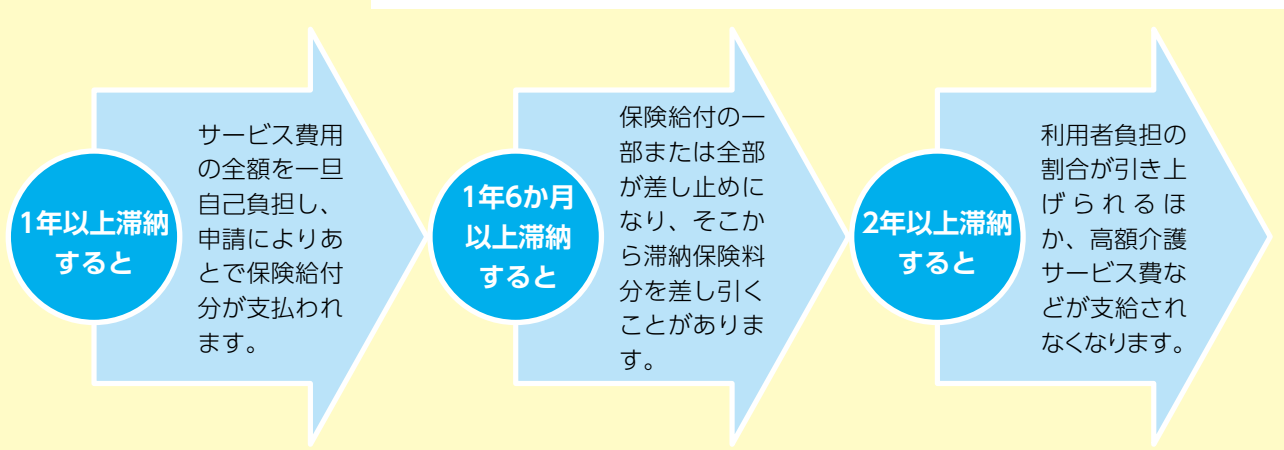 1年以上滞納
すると
サービス費用
の全額を一旦
自己負担し、
申請によりあ
とで保険給付
分が支払われ
ます。
1年6か月
以上滞納
すると
保険給付の一
部または全部
が差し止めに
なり、そこか
ら滞納保険料
分を差し引く
ことがありま
す。
2年以上滞納
すると
利用者負担の
割合が引き上
げられるほ
か、高額介護
サービス費な
どが支給され
なくなります。